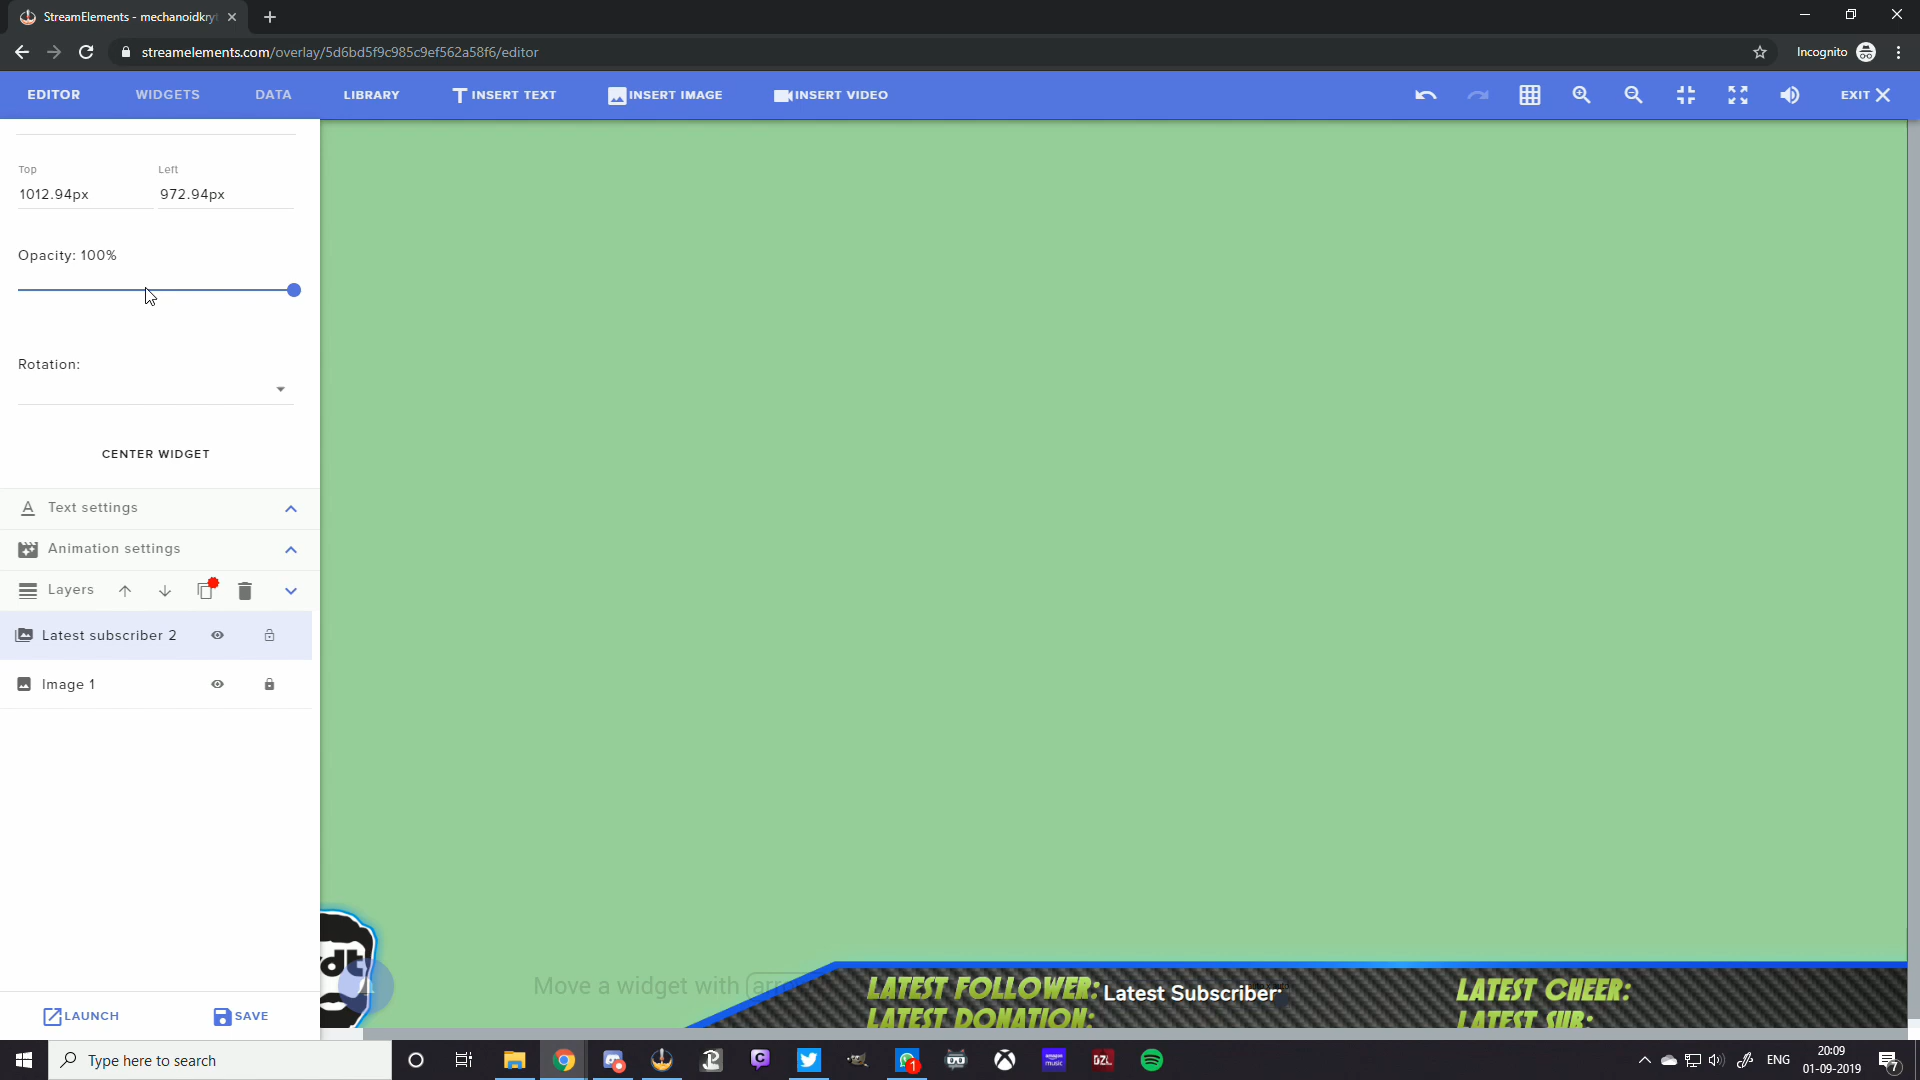 StreamElements - mechanoidkryt
streamelements.com/overlay/5d6bd5f9c985c9ef562a58f6/editor
Incognito
EDITOR WIDGETS DATA LIBRARY INSERT TEXT INSERT IMAGE INSERT VIDEO EXIT
Top Left
1012.94px 972.94px
Opacity: 100%
Rotation:
CENTER WIDGET
Text settings
Animation settings
Layers
Latest subscriber 2
Image 1
Move a widget with
LATEST FOLLOWER: Latest Subscriber LATEST CHEER:
LATEST DONATION: LATEST SUB:
LAUNCH SAVE
Type here to search
ENG
20:09
01-09-2019